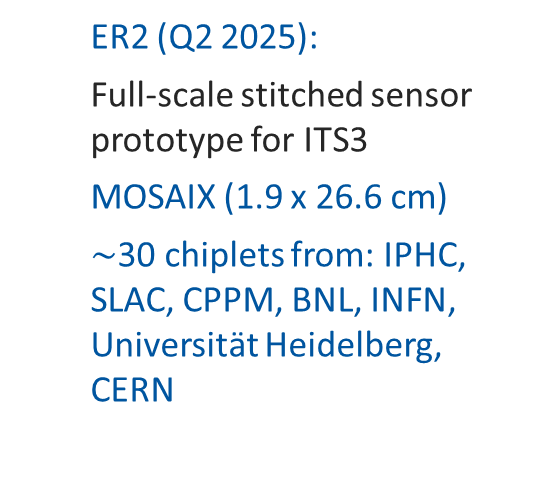 ER2 (Q2 2025):
Full-scale stitched sensor
prototype for ITS3
MOSAIX (1.9 x 26.6 cm)
~30 chiplets from: IPHC,
SLAC, CPPM, BNL, INFN,
Universität Heidelberg,
CERN